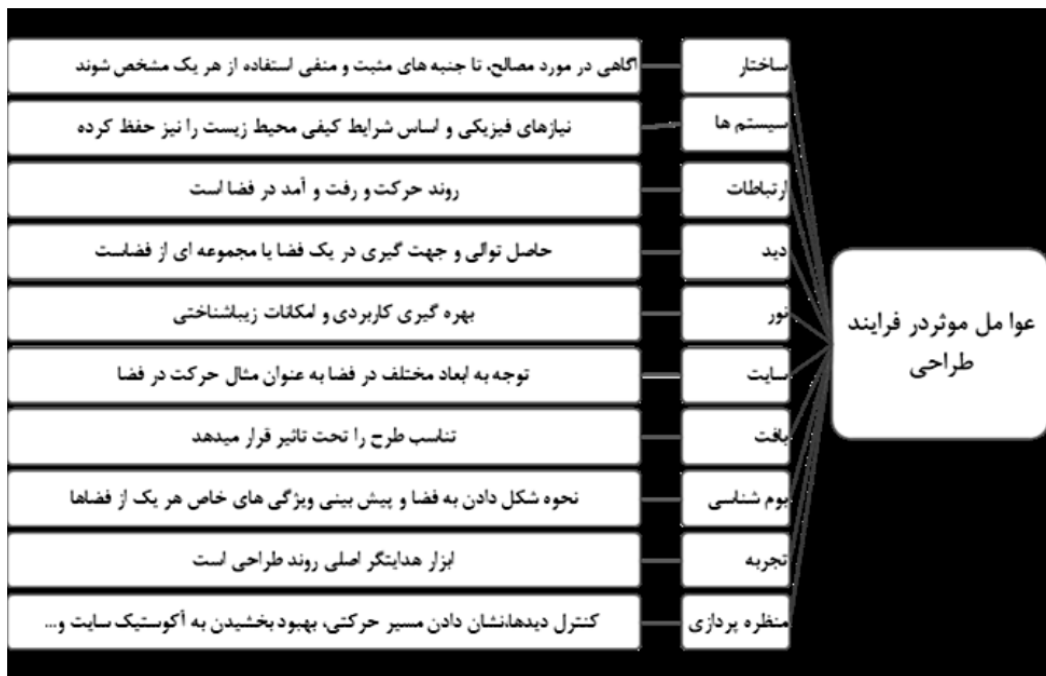 عوا مل موثردر فرایند
طراحی
ساختار
آگاهی در مورد مصالح، تا جنبه های مثبت و منفی استفاده از هر یک مشخص شوند
سیستم ها
نیازهای فیزیکی و اساس شرایط کیفی محیط زیست را نیز حفظ کرده
ارتباطات
روند حرکت و رفت و آمد در فضا است
دید
حاصل توالی و جهت گیری در یک فضا یا مجموعه ای از فضاست
نور
بهره گیری کاربردی و امکانات زیباشناختی
سایت
توجه به ابعاد مختلف در فضا به عنوان مثال حرکت در فضا
بافت
تناسب طرح را تحت تاثیر قرار میدهد
بوم شناسی
نحوه شکل دادن به فضا و پیش بینی ویژگی های خاص هر یک از فضاها
تجربه
ابزار هدایتگر اصلی روند طراحی است
منظره پردازی
کنترل دیدها،نشان دادن مسیر حرکتی، بهبود بخشیدن به آکوستیک سایت و...